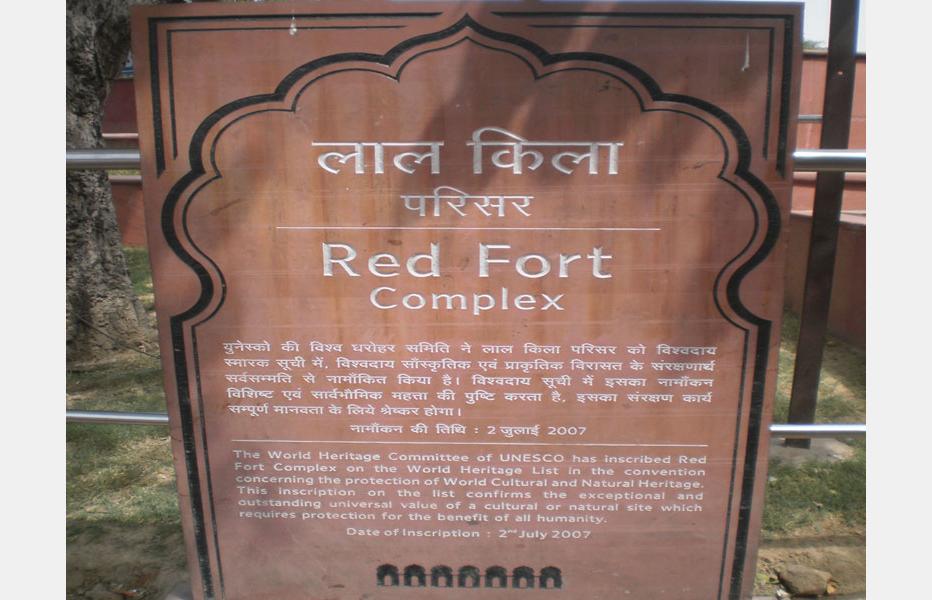 लाल किला
परिसर
Red Fort
Complex
युनेस्को की विश्व धरोहर समिति ने लाल किला परिसर को विश्वदाय
स्मारक सूची में, विश्वदाय साँस्कृतिक एवं प्राकृतिक विरासत के संरक्षणार्थ
सर्वसम्मति से नामाँकित किया है। विश्वदाय सूची में इसका नामाँकन
विशिष्ट एवं सार्वभौमिक महत्ता की पुष्टि करता है, इसका संरक्षण कार्य
सम्पूर्ण मानवता के लिये श्रेष्कर होगा।
नामाँकन की तिथि : 2 जुलाई 2007
The World Heritage Committee of UNESCO has inscribed Red
Fort Complex on the World Heritage List in the convention
concerning the protection of World Cultural and Natural Heritage.
This inscription on the list confirms the exceptional and
outstanding universal value of a cultural or natural site which
requires protection for the benefit of all humanity.
Date of Inscription : 2nd July 2007